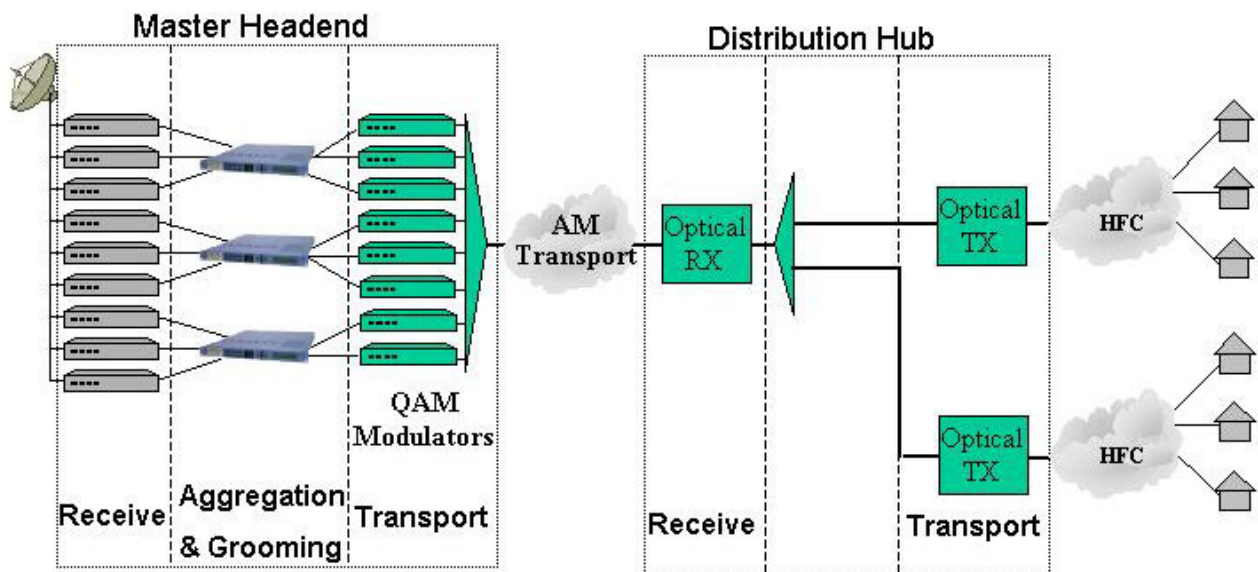 Master Headend
Distribution Hub
AM
Transport
Optical
RX
Optical
TX
HFC
QAM
Modulators
Optical
TX
HFC
Receive
Aggregation
& Grooming
Transport
Receive
Transport